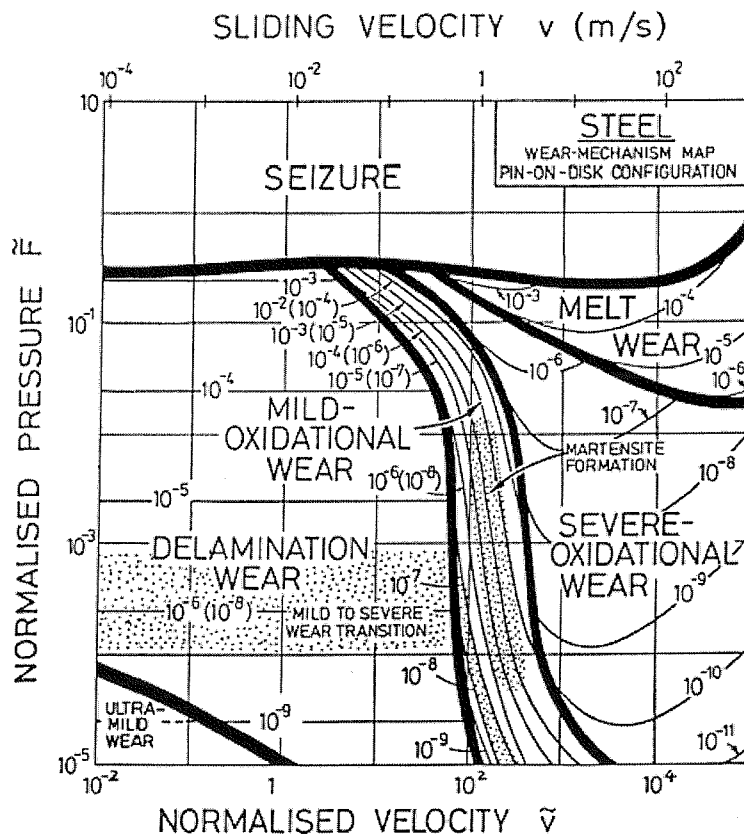 SLIDING VELOCITY v (m/s)
10⁻⁴ 10⁻² 1 10²
10
STEEL
WEAR-MECHANISM MAP
PIN-ON-DISK CONFIGURATION
SEIZURE
NORMALISED PRESSURE F̃
10⁻³
10⁻³
10⁻⁴
10⁻²(10⁻⁴)
MELT
10⁻¹
10⁻³(10⁻⁵)
WEAR
10⁻⁵
10⁻⁴(10⁻⁶)
10⁻⁶
10⁻⁶
10⁻⁵(10⁻⁷)
10⁻⁴
10⁻⁷
MILD-
OXIDATIONAL
WEAR
MARTENSITE
FORMATION
10⁻⁸
10⁻⁶(10⁻⁸)
10⁻⁵
SEVERE-
OXIDATIONAL
WEAR
10⁻³
DELAMINATION
WEAR
10⁻⁷
10⁻⁹
10⁻⁶(10⁻⁸)
MILD TO SEVERE
WEAR TRANSITION
10⁻⁸
10⁻¹⁰
ULTRA-
MILD
WEAR
10⁻⁹
10⁻⁹
10⁻¹¹
10⁻⁵
10⁻² 1 10² 10⁴
NORMALISED VELOCITY ṽ